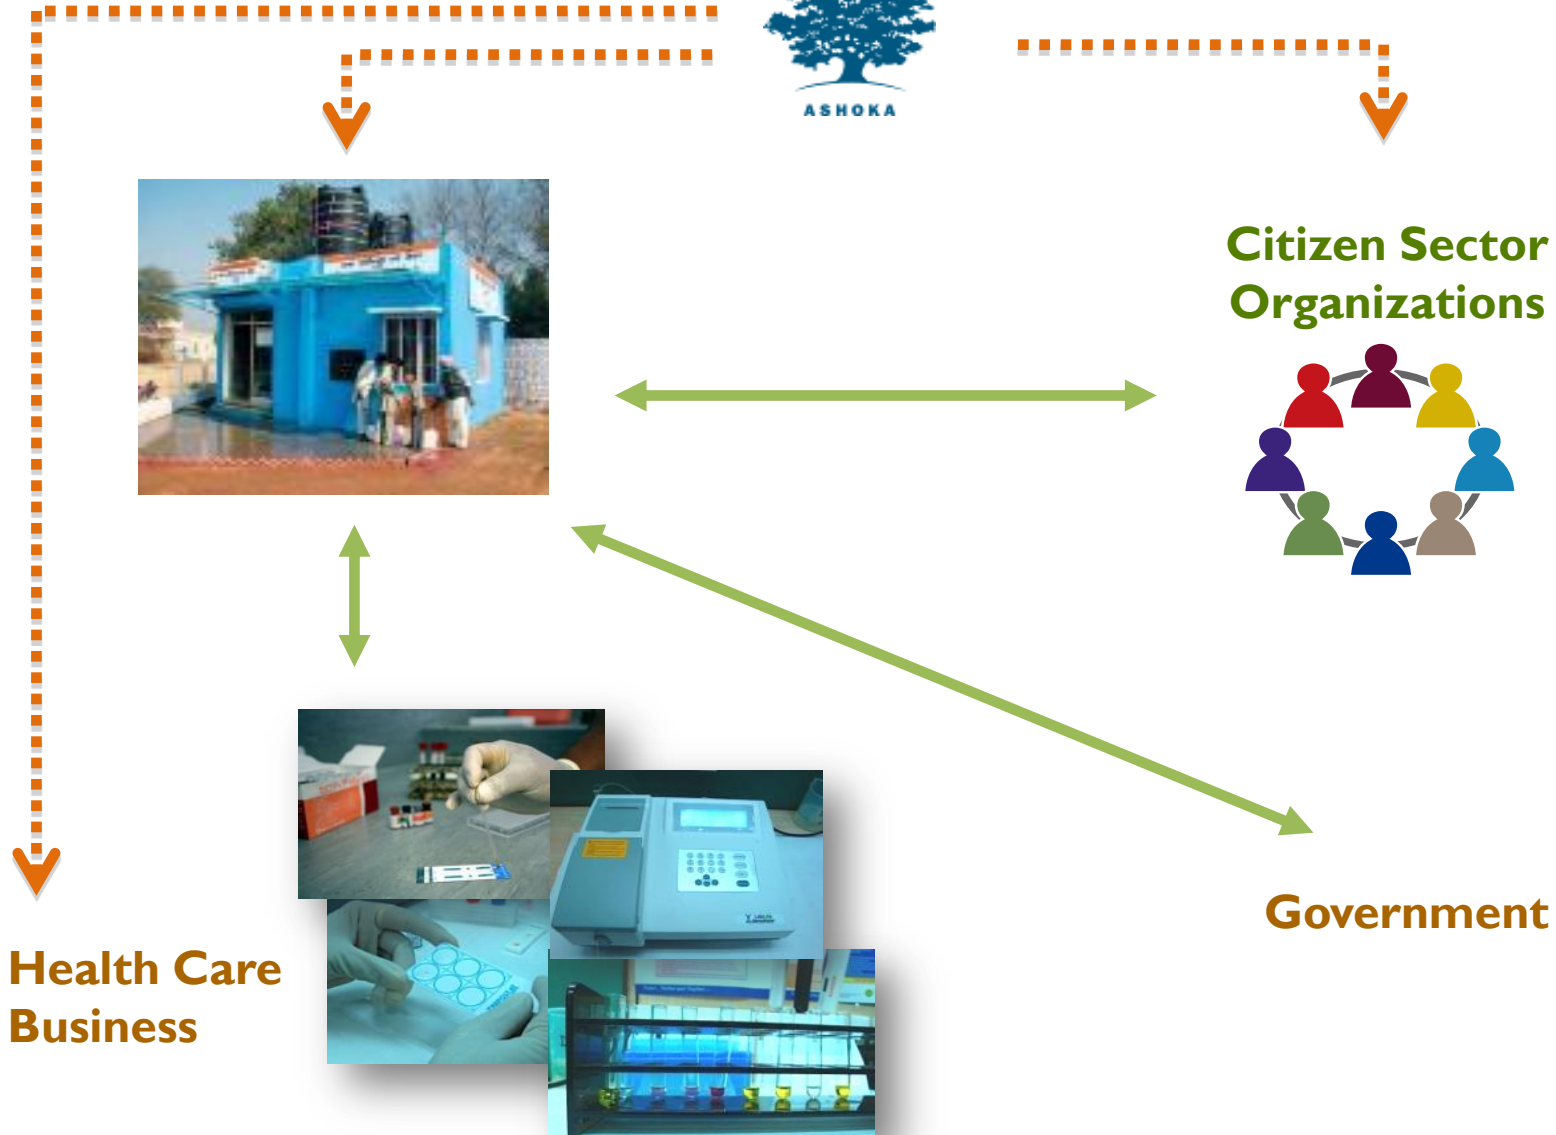 ASHOKA
Citizen Sector
Organizations
Government
Health Care
Business